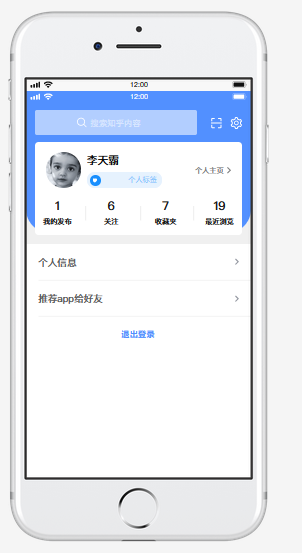 12:00
12:00
搜索知乎内容
李天霸
个人标签
个人主页
1
6
7
19
我的发布
关注
收藏夹
最近浏览
个人信息
推荐app给好友
退出登录